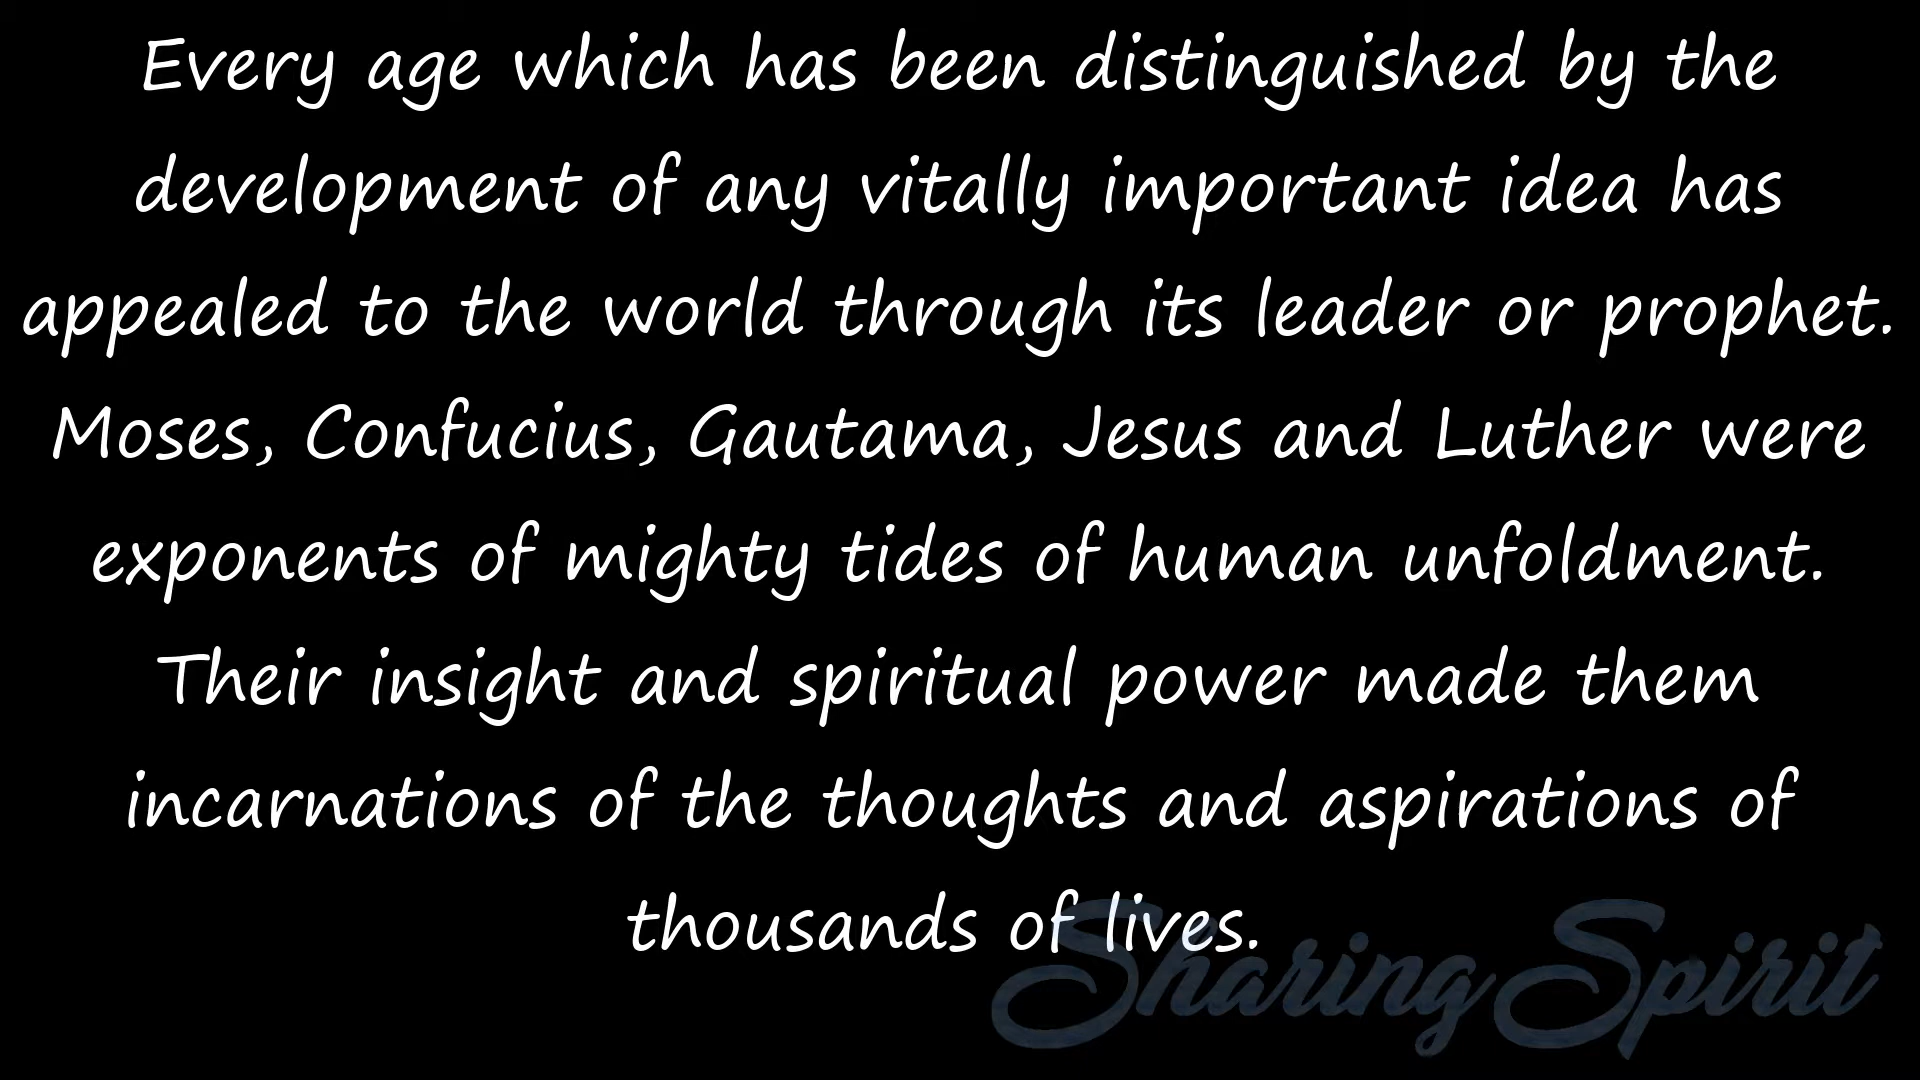 Every age which has been distinguished by the
development of any vitally important idea has
appealed to the world through its leader or prophet.
Moses, Confucius, Gautama, Jesus and Luther were
exponents of mighty tides of human unfoldment.
Their insight and spiritual power made them
incarnations of the thoughts and aspirations of
thousands of lives.
Sharing Spirit